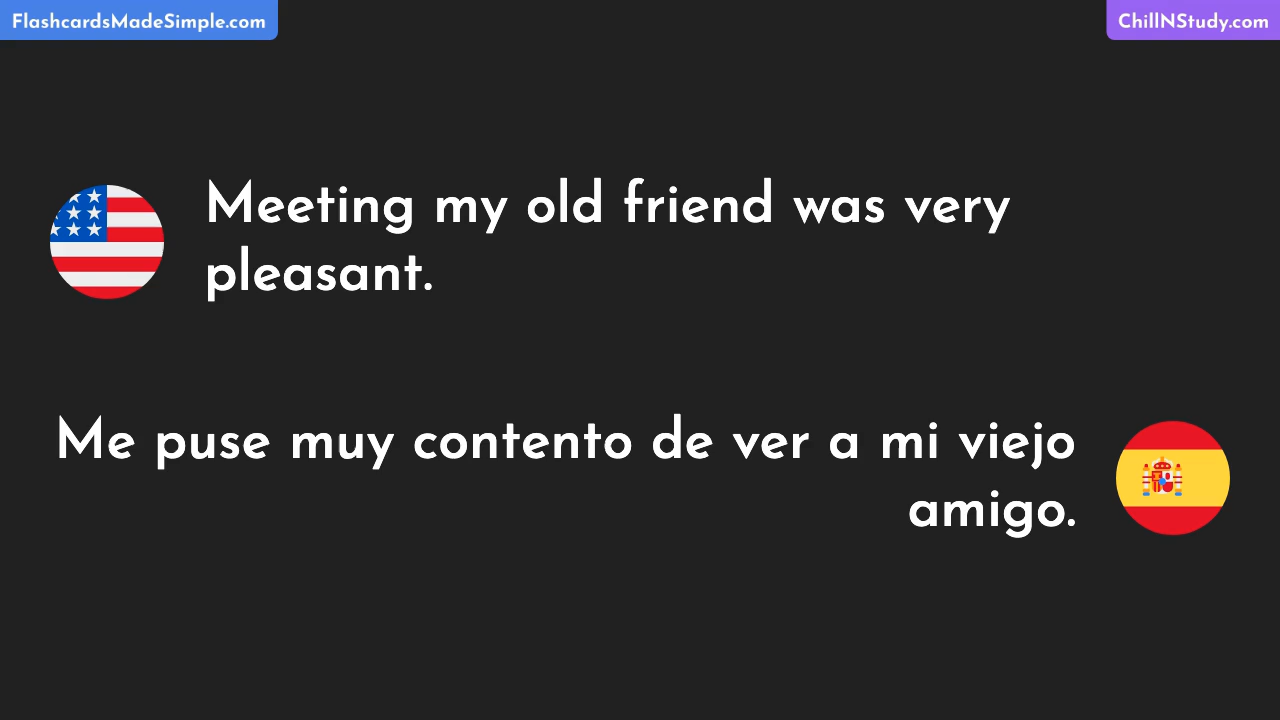 FlashcardsMadeSimple.com
ChillNStudy.com
Meeting my old friend was very
pleasant.
Me puse muy contento de ver a mi viejo
amigo.